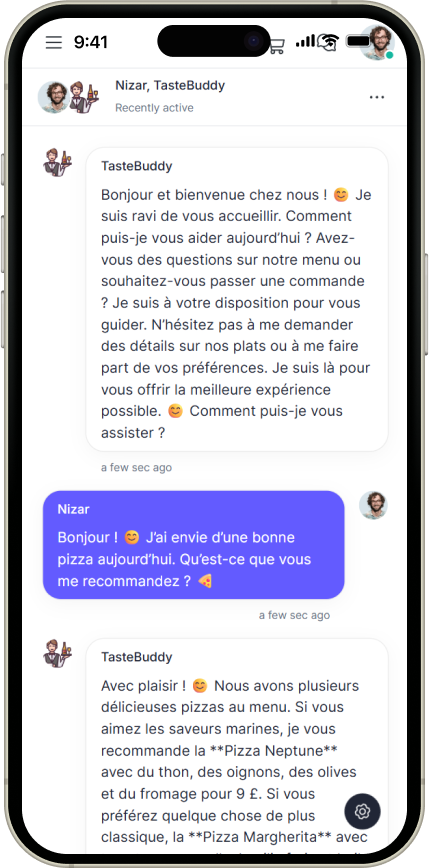 9:41
Nizar, TasteBuddy
Recently active
TasteBuddy
Bonjour et bienvenue chez nous ! 😊 Je
suis ravi de vous accueillir. Comment
puis-je vous aider aujourd’hui ? Avez-
vous des questions sur notre menu ou
souhaitez-vous passer une commande
? Je suis à votre disposition pour vous
guider. N’hésitez pas à me demander
des détails sur nos plats ou à me faire
part de vos préférences. Je suis là pour
vous offrir la meilleure expérience
possible. 😊 Comment puis-je vous
assister ?
a few sec ago
Nizar
Bonjour ! 😊 J’ai envie d’une bonne
pizza aujourd’hui. Qu’est-ce que vous
me recommandez ? 🍕
a few sec ago
TasteBuddy
Avec plaisir ! 😊 Nous avons plusieurs
délicieuses pizzas au menu. Si vous
aimez les saveurs marines, je vous
recommande la **Pizza Neptune**
avec du thon, des oignons, des olives
et du fromage pour 9 £. Si vous
préférez quelque chose de plus
classique, la **Pizza Margherita** avec